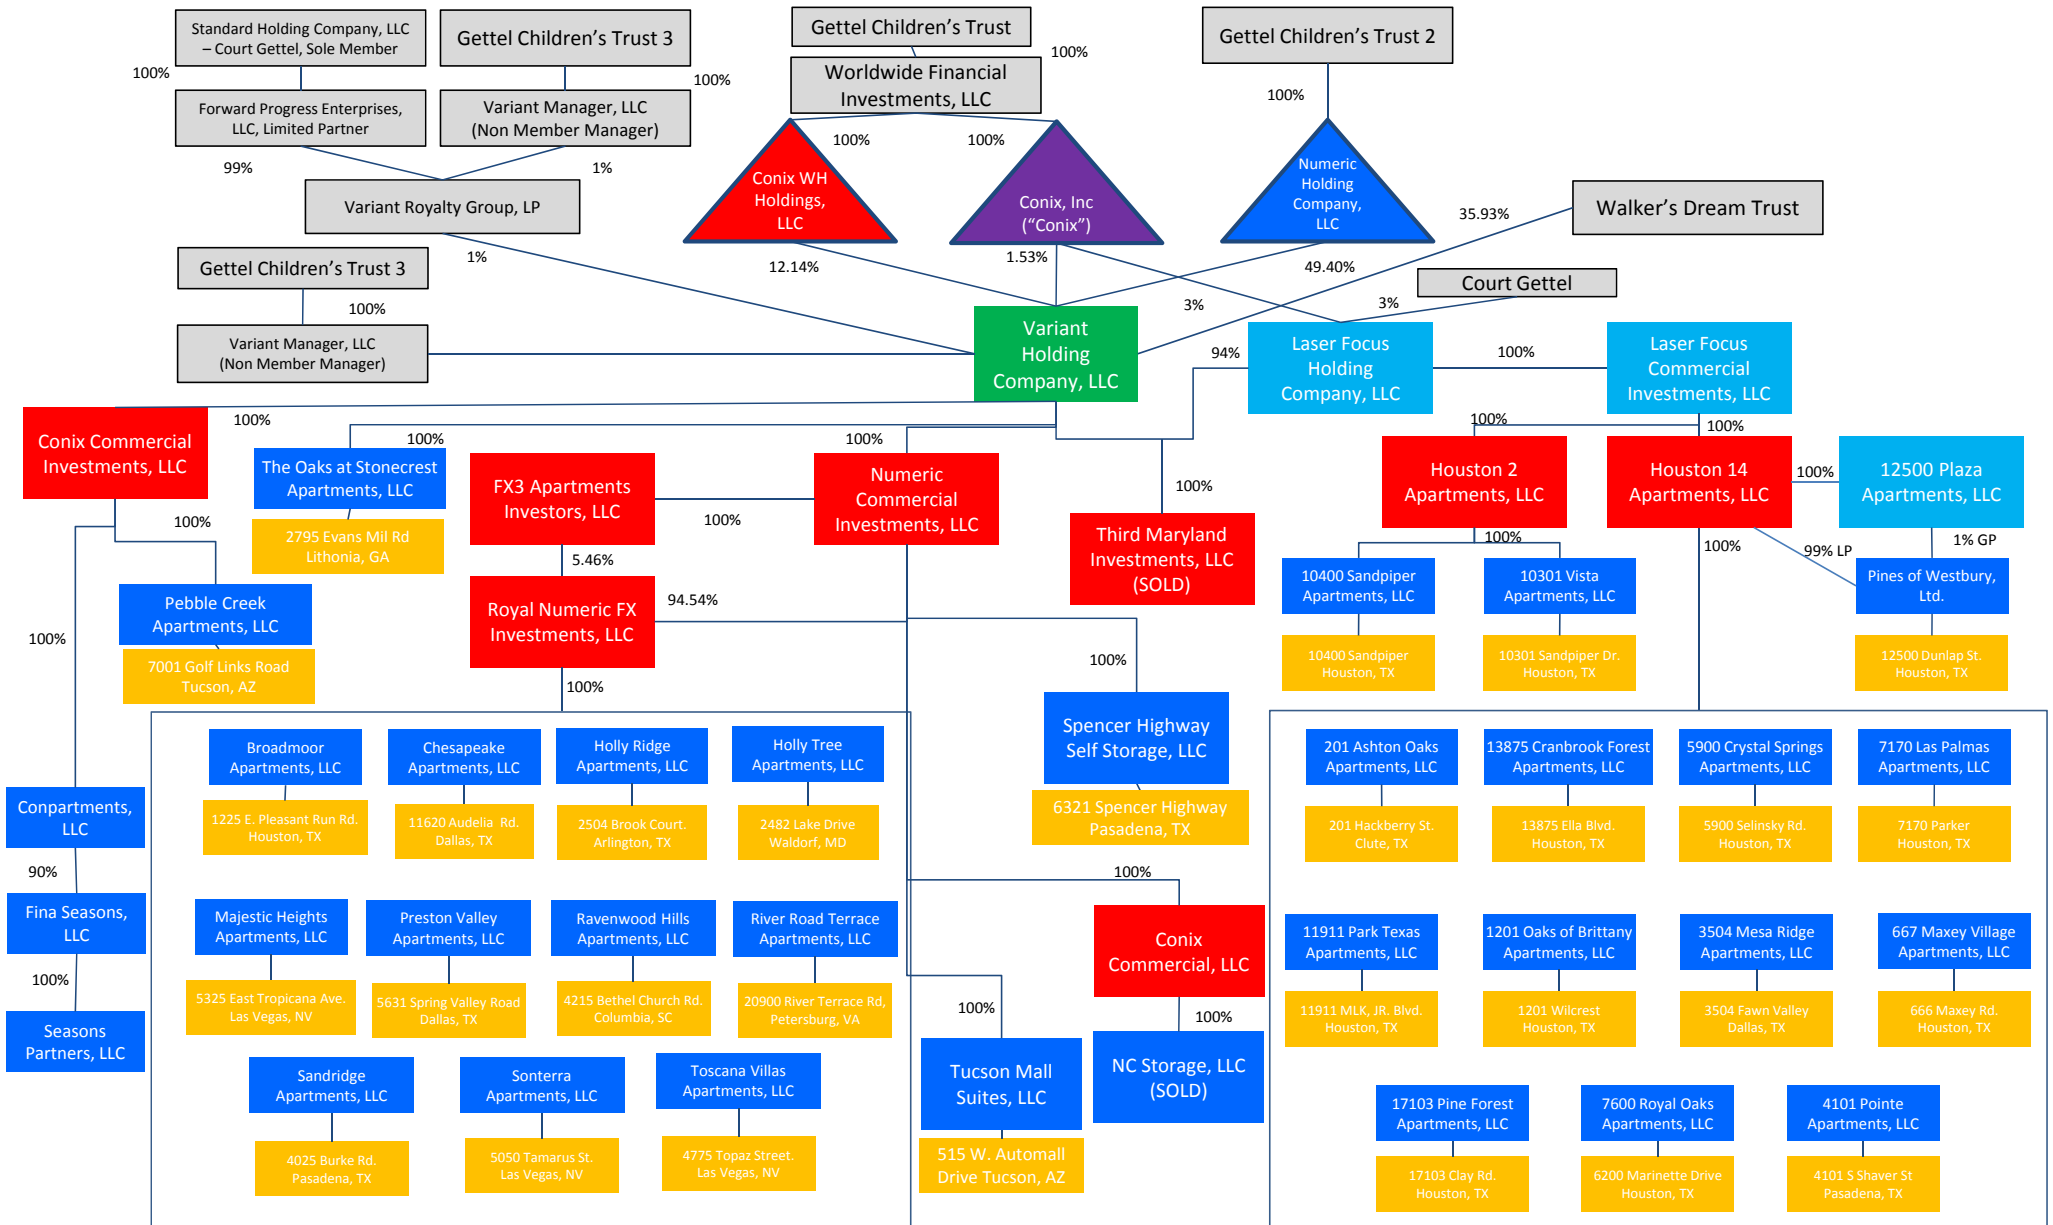 Standard Holding Company, LLC
– Court Gettel, Sole Member
Gettel Children's Trust 3
Gettel Children's Trust
Gettel Children's Trust 2
100%
100%
100%
Worldwide Financial
Investments, LLC
Forward Progress Enterprises,
LLC, Limited Partner
Variant Manager, LLC
(Non Member Manager)
100%
100%
100%
99%
1%
Conix WH
Holdings,
LLC
Conix, Inc
(“Conix”)
Numeric
Holding
Company,
LLC
Variant Royalty Group, LP
35.93%
Walker's Dream Trust
1%
12.14%
1.53%
49.40%
Gettel Children's Trust 3
Court Gettel
100%
3%
3%
Variant Manager, LLC
(Non Member Manager)
Variant
Holding
Company, LLC
94%
Laser Focus
Holding
Company, LLC
100%
Laser Focus
Commercial
Investments, LLC
100%
100%
100%
100%
100%
Conix Commercial
Investments, LLC
The Oaks at Stonecrest
Apartments, LLC
2795 Evans Mil Rd
Lithonia, GA
FX3 Apartments
Investors, LLC
100%
Numeric
Commercial
Investments, LLC
100%
Third Maryland
Investments, LLC
(SOLD)
Houston 2
Apartments, LLC
Houston 14
Apartments, LLC
100%
12500 Plaza
Apartments, LLC
100%
5.46%
100%
100%
99% LP
1% GP
Pebble Creek
Apartments, LLC
7001 Golf Links Road
Tucson, AZ
Royal Numeric FX
Investments, LLC
94.54%
10400 Sandpiper
Apartments, LLC
10301 Vista
Apartments, LLC
Pines of Westbury,
Ltd.
10400 Sandpiper
Houston, TX
10301 Sandpiper Dr.
Houston, TX
12500 Dunlap St.
Houston, TX
100%
100%
100%
Spencer Highway
Self Storage, LLC
6321 Spencer Highway
Pasadena, TX
Broadmoor
Apartments, LLC
1225 E. Pleasant Run Rd.
Houston, TX
Chesapeake
Apartments, LLC
11620 Audelia  Rd.
Dallas, TX
Holly Ridge
Apartments, LLC
2504 Brook Court.
Arlington, TX
Holly Tree
Apartments, LLC
2482 Lake Drive
Waldorf, MD
201 Ashton Oaks
Apartments, LLC
201 Hackberry St.
Clute, TX
13875 Cranbrook Forest
Apartments, LLC
13875 Ella Blvd.
Houston, TX
5900 Crystal Springs
Apartments, LLC
5900 Selinsky Rd.
Houston, TX
7170 Las Palmas
Apartments, LLC
7170 Parker
Houston, TX
Conpartments,
LLC
90%
Fina Seasons,
LLC
100%
Seasons
Partners, LLC
Majestic Heights
Apartments, LLC
5325 East Tropicana Ave.
Las Vegas, NV
Preston Valley
Apartments, LLC
5631 Spring Valley Road
Dallas, TX
Ravenwood Hills
Apartments, LLC
4215 Bethel Church Rd.
Columbia, SC
River Road Terrace
Apartments, LLC
20900 River Terrace Rd,
Petersburg, VA
100%
Conix
Commercial, LLC
100%
NC Storage, LLC
(SOLD)
100%
Tucson Mall
Suites, LLC
515 W. Automall
Drive Tucson, AZ
11911 Park Texas
Apartments, LLC
11911 MLK, JR. Blvd.
Houston, TX
1201 Oaks of Brittany
Apartments, LLC
1201 Wilcrest
Houston, TX
3504 Mesa Ridge
Apartments, LLC
3504 Fawn Valley
Dallas, TX
667 Maxey Village
Apartments, LLC
666 Maxey Rd.
Houston, TX
Sandridge
Apartments, LLC
4025 Burke Rd.
Pasadena, TX
Sonterra
Apartments, LLC
5050 Tamarus St.
Las Vegas, NV
Toscana Villas
Apartments, LLC
4775 Topaz Street.
Las Vegas, NV
17103 Pine Forest
Apartments, LLC
17103 Clay Rd.
Houston, TX
7600 Royal Oaks
Apartments, LLC
6200 Marinette Drive
Houston, TX
4101 Pointe
Apartments, LLC
4101 S Shaver St
Pasadena, TX